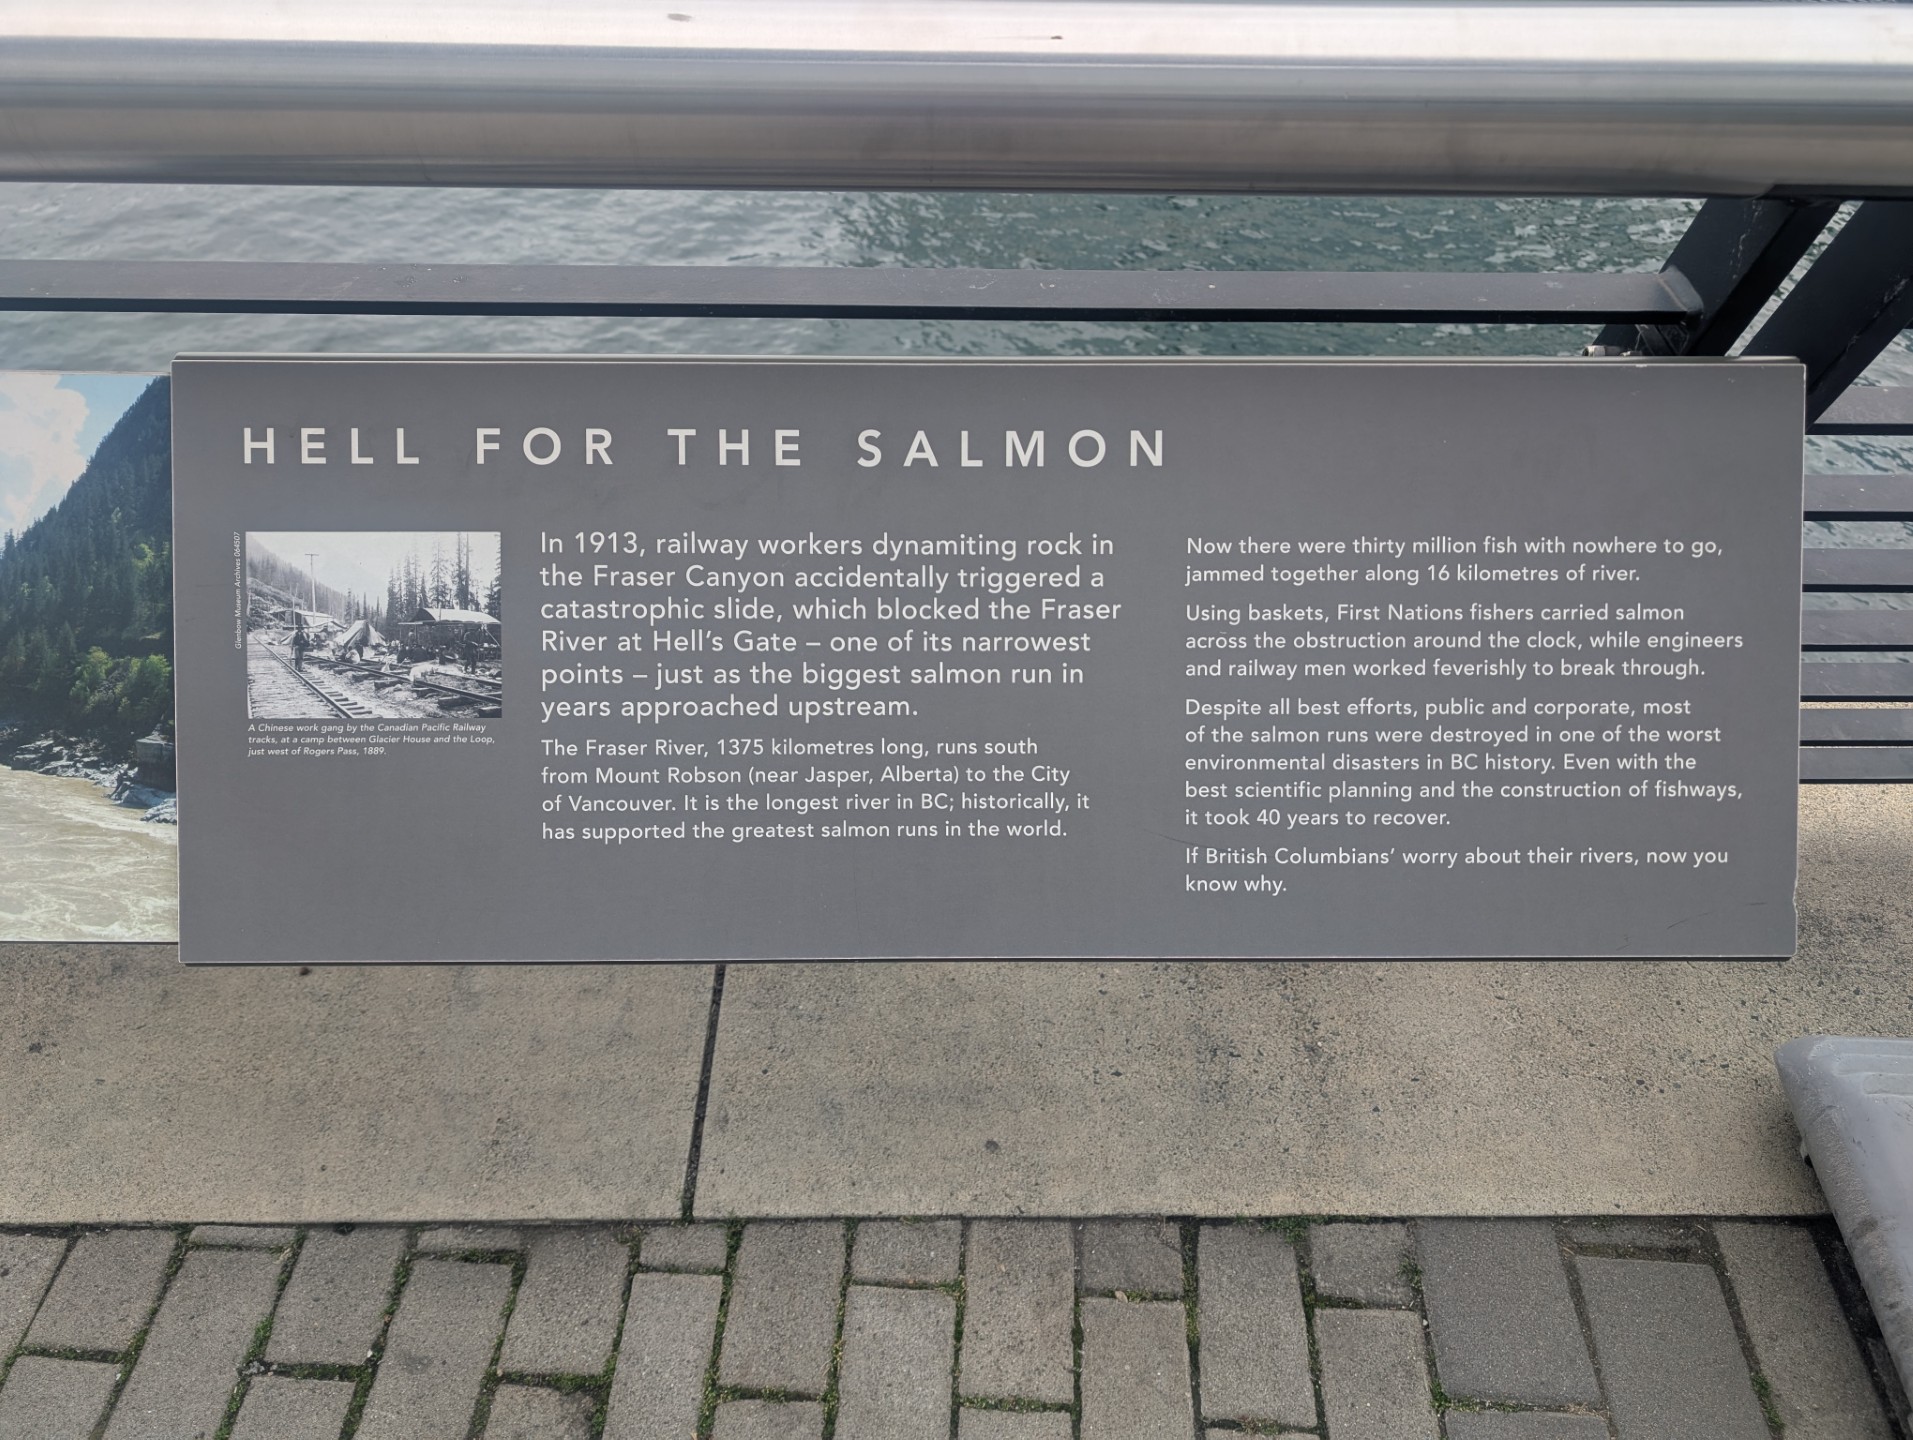 HELL FOR THE SALMON
Glenbow Museum Archives 064507
A Chinese work gang by the Canadian Pacific Railway
tracks, at a camp between Glacier House and the Loop,
just west of Rogers Pass, 1889.
In 1913, railway workers dynamiting rock in
the Fraser Canyon accidentally triggered a
catastrophic slide, which blocked the Fraser
River at Hell's Gate – one of its narrowest
points – just as the biggest salmon run in
years approached upstream.
The Fraser River, 1375 kilometres long, runs south
from Mount Robson (near Jasper, Alberta) to the City
of Vancouver. It is the longest river in BC; historically, it
has supported the greatest salmon runs in the world.
Now there were thirty million fish with nowhere to go,
jammed together along 16 kilometres of river.
Using baskets, First Nations fishers carried salmon
across the obstruction around the clock, while engineers
and railway men worked feverishly to break through.
Despite all best efforts, public and corporate, most
of the salmon runs were destroyed in one of the worst
environmental disasters in BC history. Even with the
best scientific planning and the construction of fishways,
it took 40 years to recover.
If British Columbians' worry about their rivers, now you
know why.